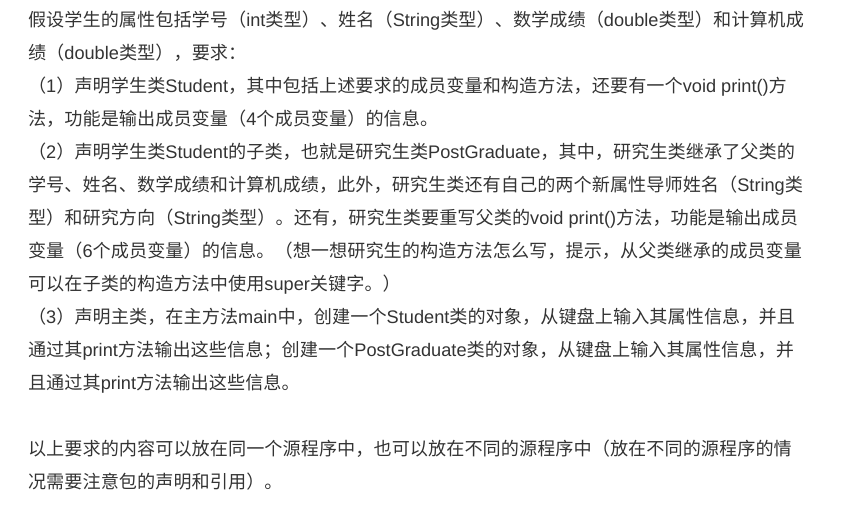 假设学生的属性包括学号（int类型）、姓名（String类型）、数学成绩（double类型）和计算机成
绩（double类型），要求：
（1）声明学生类Student，其中包括上述要求的成员变量和构造方法，还要有一个void print()方
法，功能是输出成员变量（4个成员变量）的信息。
（2）声明学生类Student的子类，也就是研究生类PostGraduate，其中，研究生类继承了父类的
学号、姓名、数学成绩和计算机成绩，此外，研究生类还有自己的两个新属性导师姓名（String类
型）和研究方向（String类型）。还有，研究生类要重写父类的void print()方法，功能是输出成员
变量（6个成员变量）的信息。（想一想研究生的构造方法怎么写，提示，从父类继承的成员变量
可以在子类的构造方法中使用super关键字。）
（3）声明主类，在主方法main中，创建一个Student类的对象，从键盘上输入其属性信息，并且
通过其print方法输出这些信息；创建一个PostGraduate类的对象，从键盘上输入其属性信息，并
且通过其print方法输出这些信息。
以上要求的内容可以放在同一个源程序中，也可以放在不同的源程序中（放在不同的源程序的情
况需要注意包的声明和引用）。